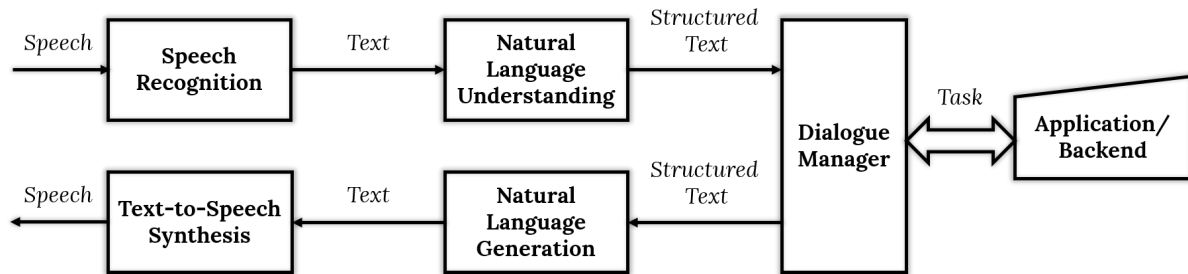 Speech
Speech
Recognition
Text
Natural
Language
Understanding
Structured
Text
Dialogue
Manager
Task
Application/
Backend
Speech
Text-to-Speech
Synthesis
Text
Natural
Language
Generation
Structured
Text